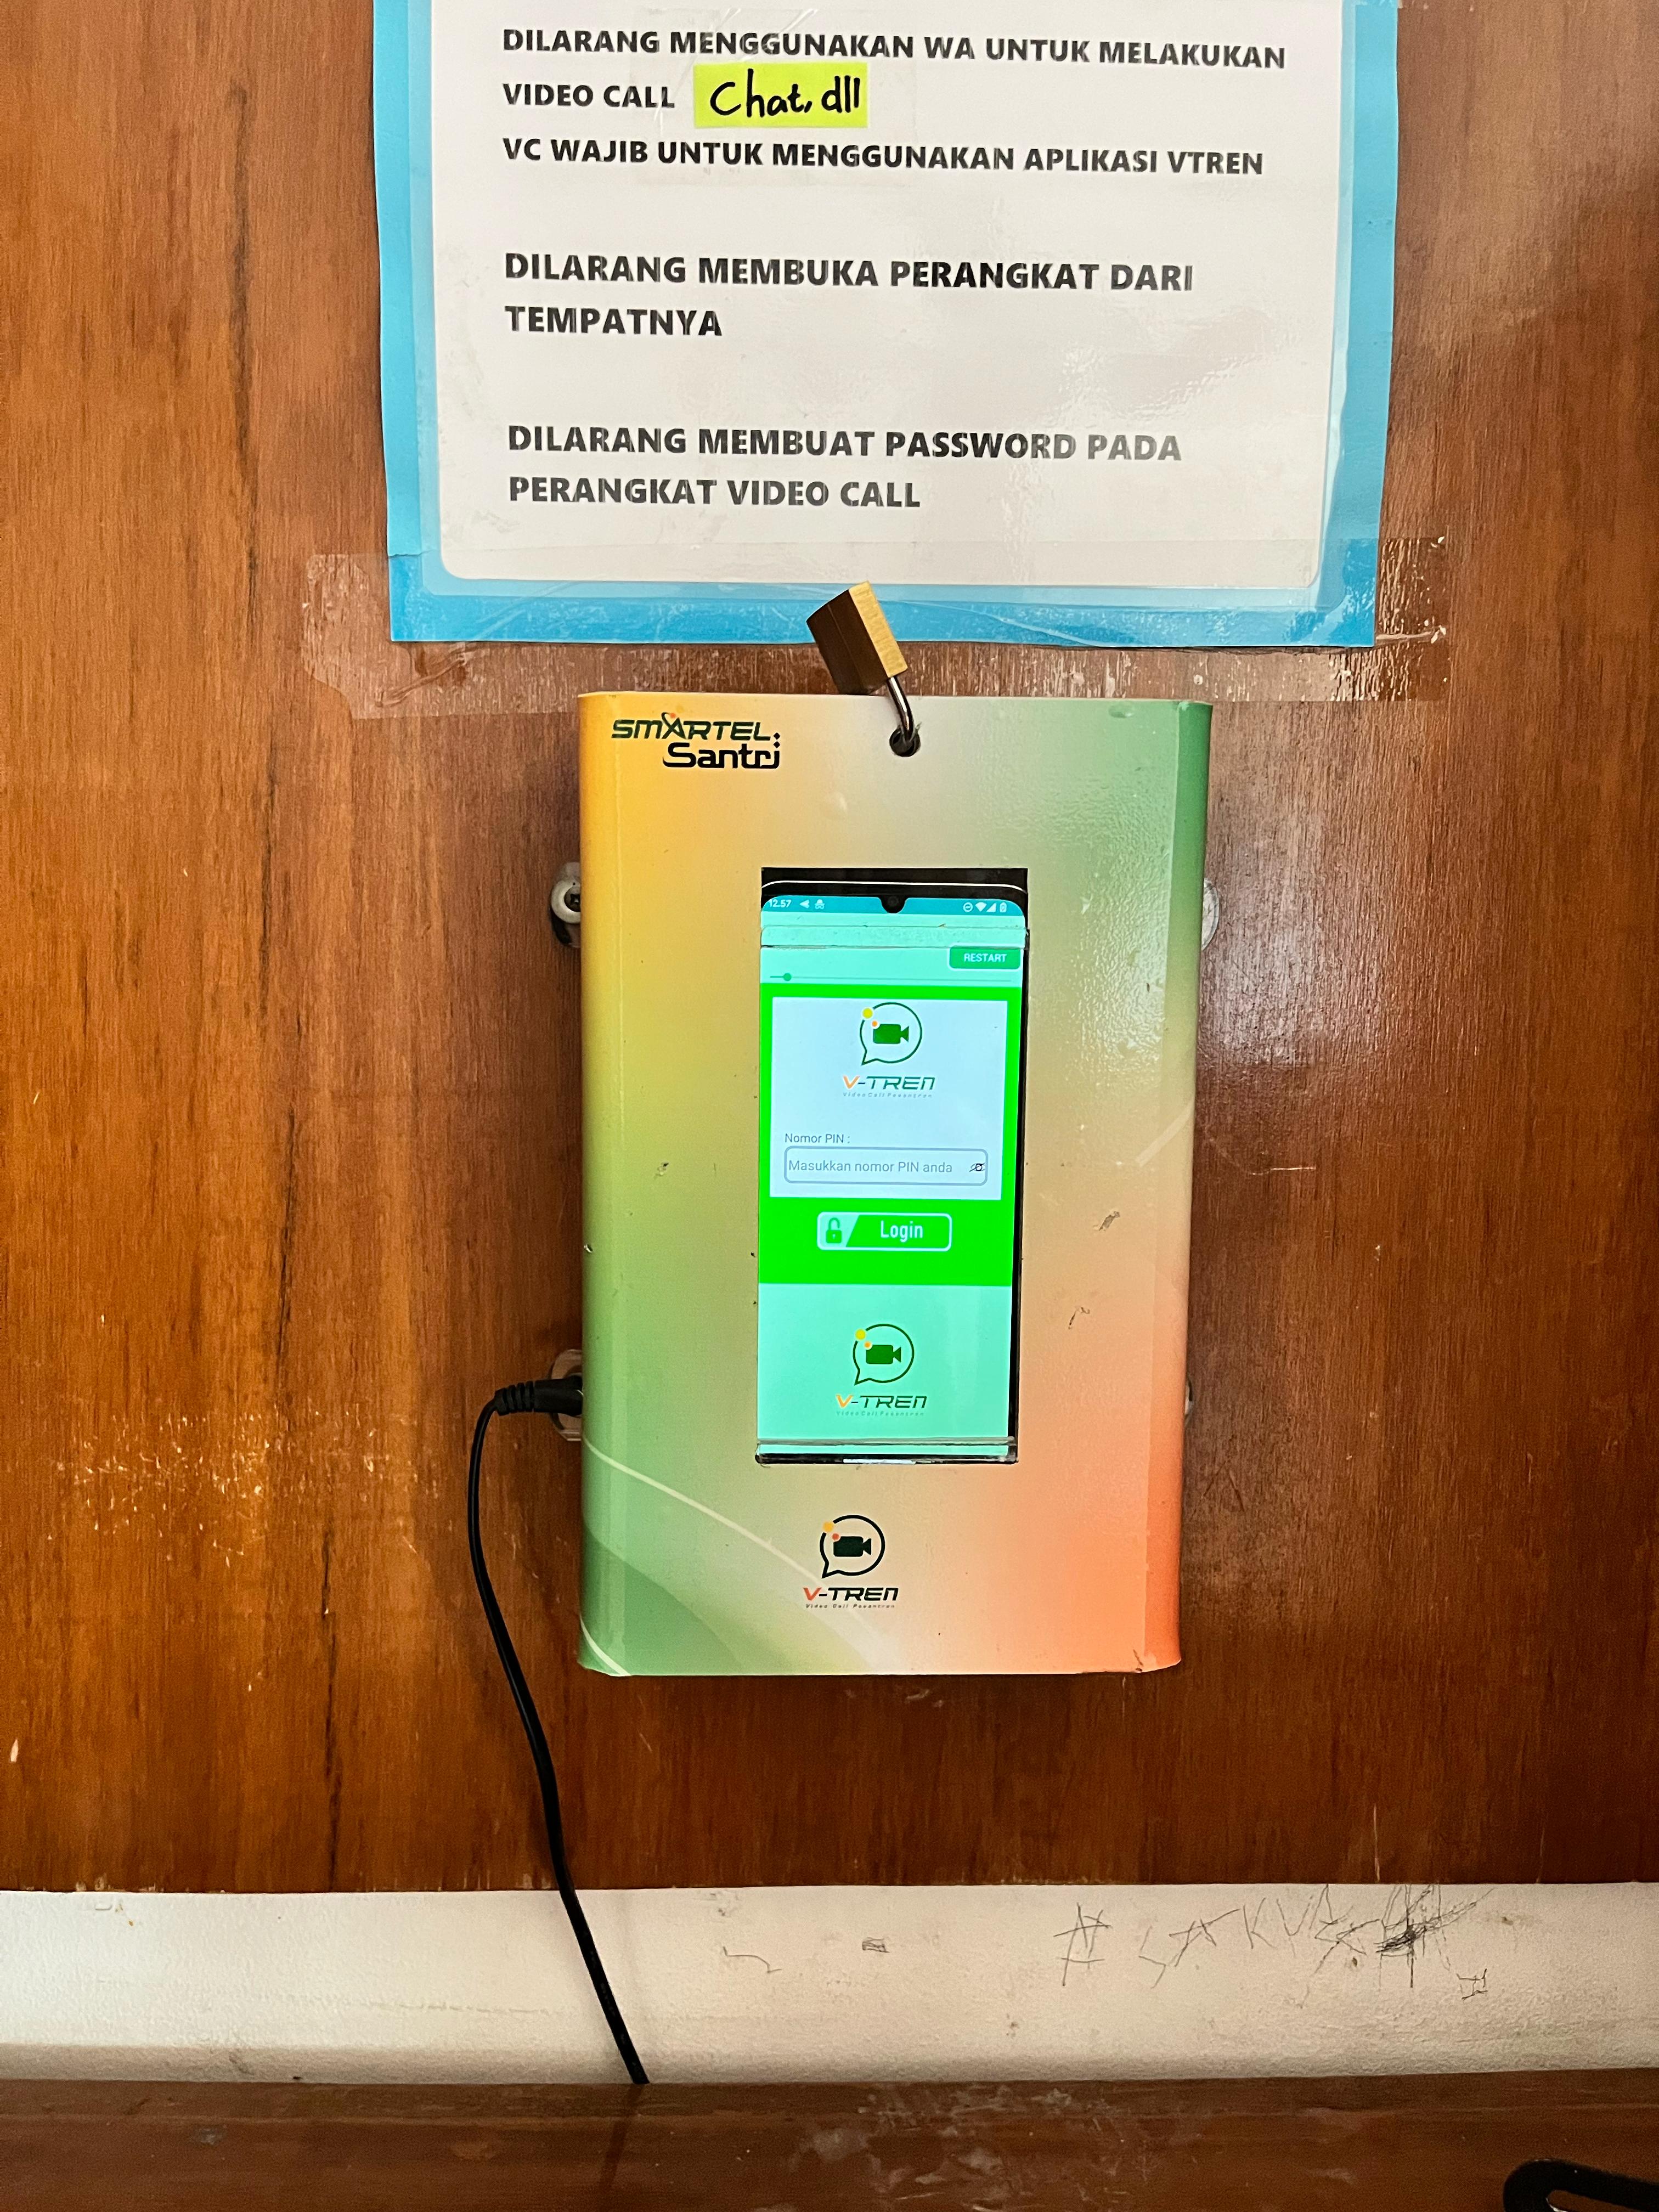 DILARANG MENGGUNAKAN WA UNTUK MELAKUKAN
VIDEO CALL Chat, dll
VC WAJIB UNTUK MENGGUNAKAN APLIKASI VTREN
DILARANG MEMBUKA PERANGKAT DARI
TEMPATNYA
DILARANG MEMBUAT PASSWORD PADA
PERANGKAT VIDEO CALL
SMARTEL
Santri
12.57
RESTART
V-TREN
Video Call Pesantren
Nomor PIN :
Masukkan nomor PIN anda
Login
V-TREN
Video Call Pesantren
V-TREN
Video Call Pesantren